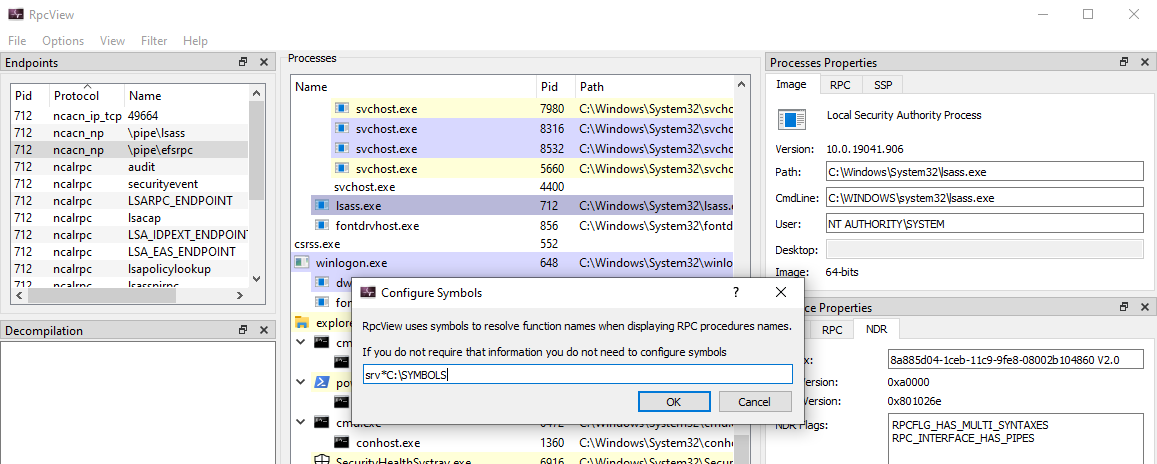 RpcView
File Options View Filter Help
Endpoints
Pid Protocol Name
712 ncacn_ip_tcp 49664
712 ncacn_np \pipe\lsass
712 ncacn_np \pipe\efsrpc
712 ncalrpc audit
712 ncalrpc securityevent
712 ncalrpc LSARPC_ENDPOINT
712 ncalrpc lsacap
712 ncalrpc LSA_IDPEXT_ENDPOINT
712 ncalrpc LSA_EAS_ENDPOINT
712 ncalrpc lsapolicylookup
712 ncalrpc lsasspirpc
Decompilation
Processes
Name Pid Path
svchost.exe 7980 C:\Windows\System32\svcho
svchost.exe 8316 C:\Windows\System32\svcho
svchost.exe 8532 C:\Windows\System32\svcho
svchost.exe 5660 C:\Windows\System32\svcho
svchost.exe 4400
lsass.exe 712 C:\Windows\System32\lsass.
fontdrvhost.exe 856 C:\Windows\System32\fontd
csrss.exe 552
winlogon.exe 648 C:\Windows\System32\winlo
dw
for
explore
cm
pow
cmd.exe 6472 C:\Windows\System32\cmd.e
conhost.exe 1360 C:\Windows\System32\conh
SecurityHealthSystray.exe 6916 C:\Windows\System32\Secur
Configure Symbols
?
RpcView uses symbols to resolve function names when displaying RPC procedures names.
If you do not require that information you do not need to configure symbols
srv*C:\SYMBOLS
OK Cancel
Processes Properties
Image RPC SSP
Local Security Authority Process
Version: 10.0.19041.906
Path: C:\Windows\System32\lsass.exe
CmdLine: C:\WINDOWS\system32\lsass.exe
User: NT AUTHORITY\SYSTEM
Desktop:
Image: 64-bits
ce Properties
RPC NDR
x: 8a885d04-1ceb-11c9-9fe8-08002b104860 V2.0
ersion: 0xa0000
Version: 0x801026e
NDR Flags: RPCFLG_HAS_MULTI_SYNTAXES
RPC_INTERFACE_HAS_PIPES